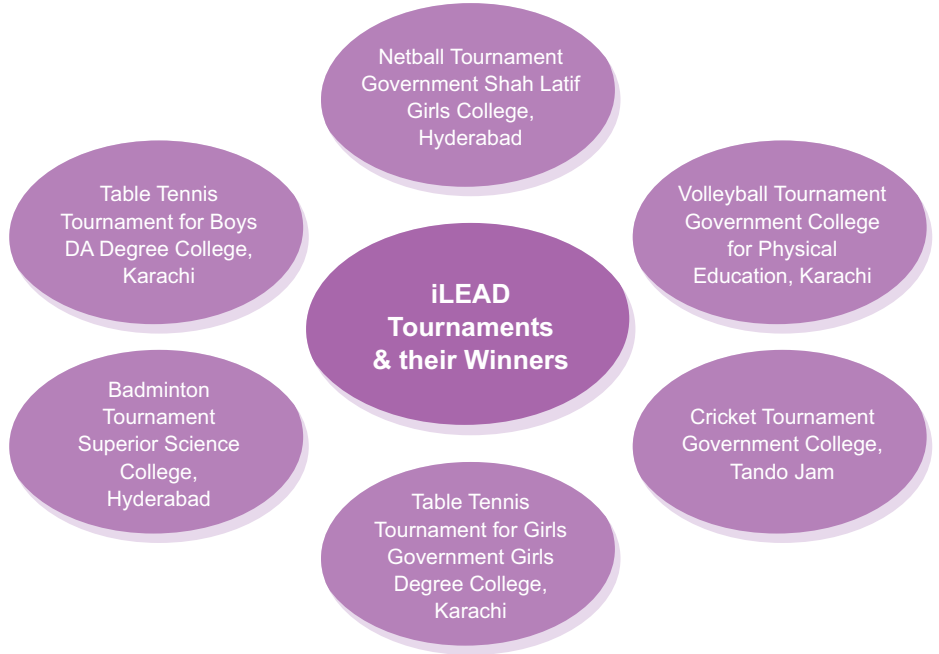 Netball Tournament
Government Shah Latif
Girls College,
Hyderabad
Table Tennis
Tournament for Boys
DA Degree College,
Karachi
Volleyball Tournament
Government College
for Physical
Education, Karachi
iLEAD
Tournaments
& their Winners
Badminton
Tournament
Superior Science
College,
Hyderabad
Cricket Tournament
Government College,
Tando Jam
Table Tennis
Tournament for Girls
Government Girls
Degree College,
Karachi